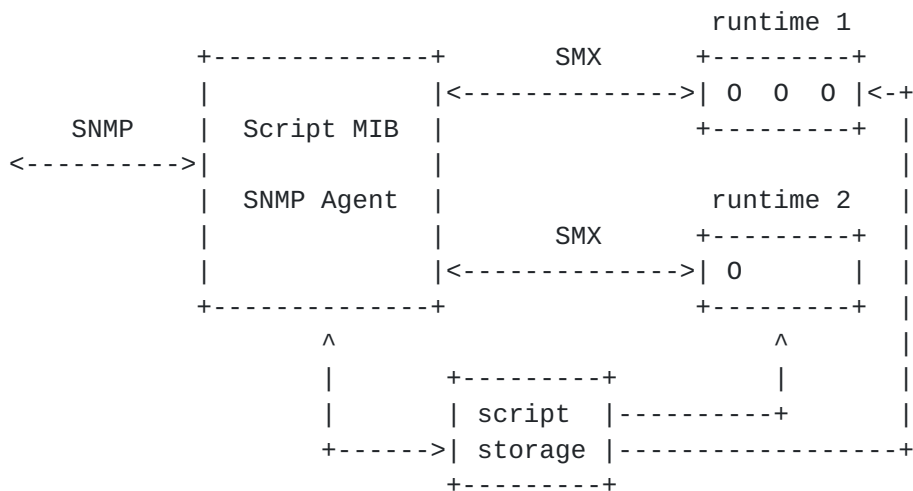 runtime 1
SMX
O O O
SNMP Script MIB
SNMP Agent runtime 2
SMX
O
script
storage